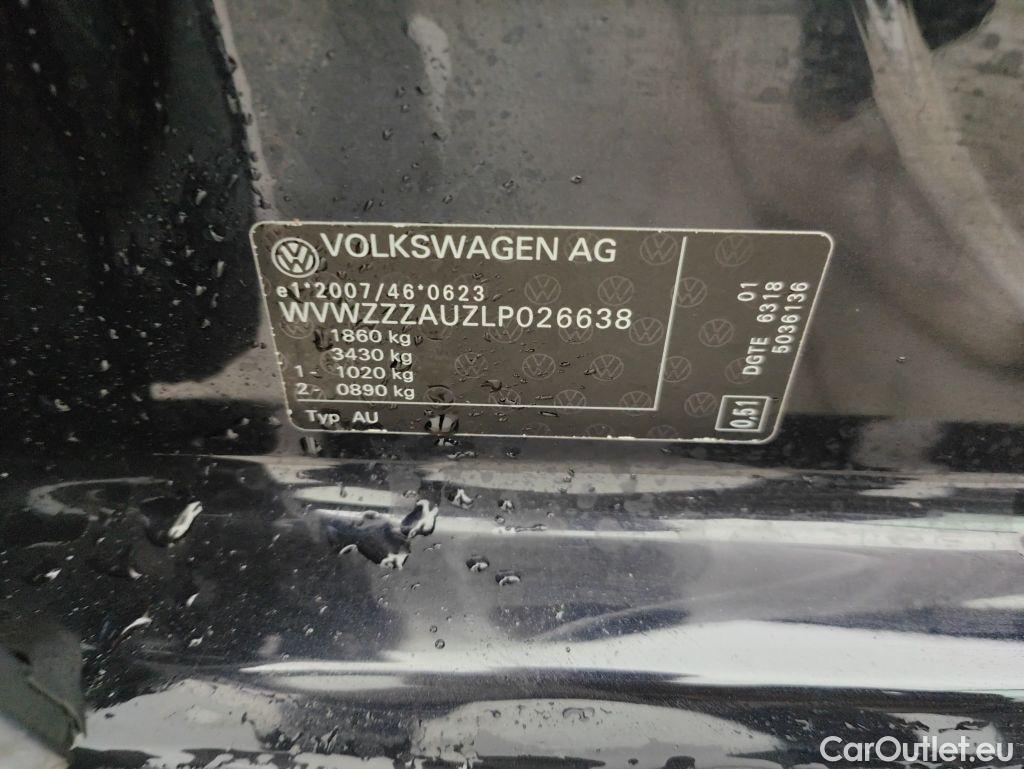 VOLKSWAGEN AG
e1*2007/46*0623
WVWZZZAUZLP026638
1860 kg
3430 kg
1 - 1020 kg
2 - 0890 kg
Typ AU
01
DGTE 6318
5036136
0,51
CarOutlet.eu